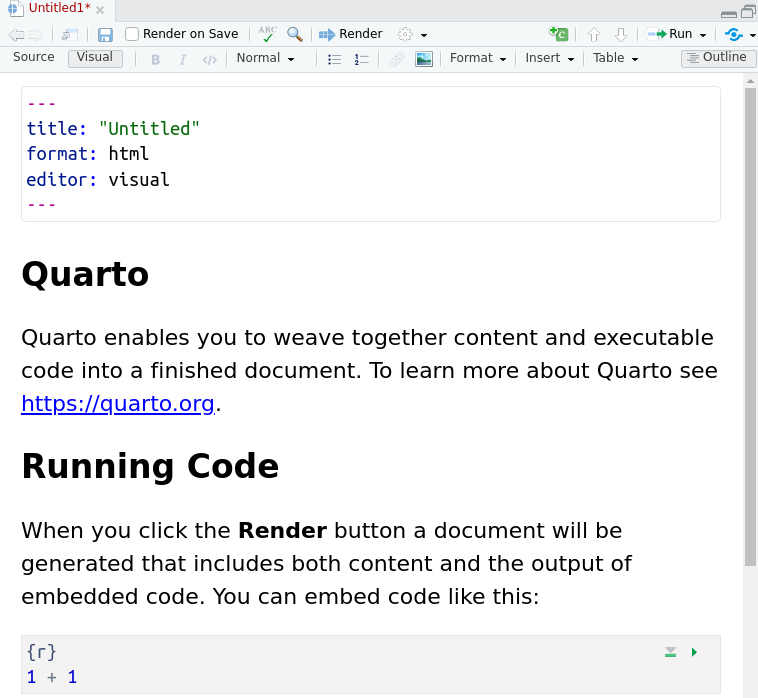 Untitled1*
Render on Save ABC Render Run
Source Visual B I </> Normal Format Insert Table Outline
---
title: "Untitled"
format: html
editor: visual
---
Quarto
Quarto enables you to weave together content and executable
code into a finished document. To learn more about Quarto see
https://quarto.org.
Running Code
When you click the Render button a document will be
generated that includes both content and the output of
embedded code. You can embed code like this:
{r}
1 + 1